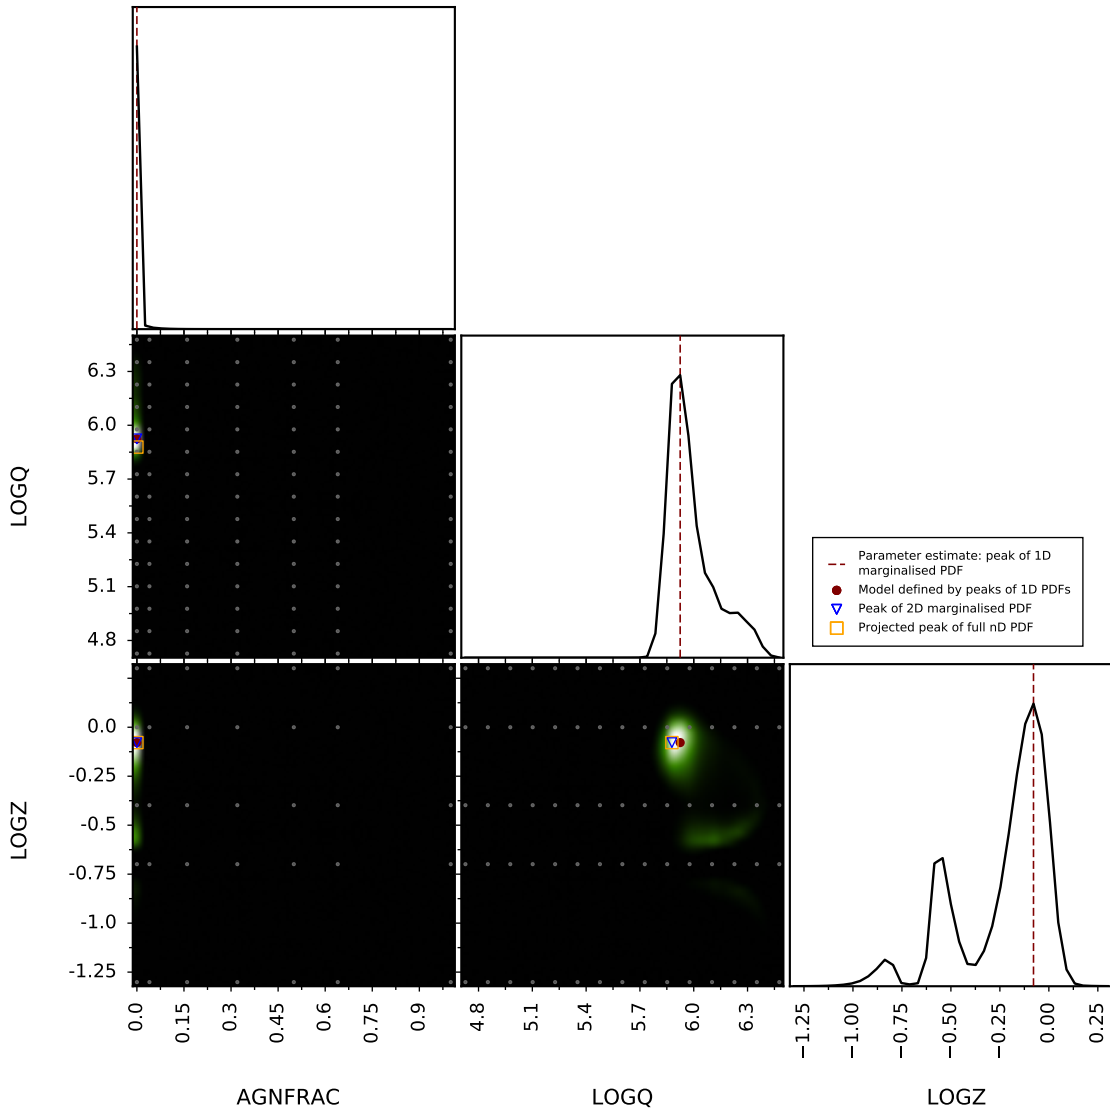 LOGQ
6.3
6.0
5.7
5.4
5.1
4.8
Parameter estimate: peak of 1D
marginalised PDF
Model defined by peaks of 1D PDFs
Peak of 2D marginalised PDF
Projected peak of full nD PDF
LOGZ
0.0
-0.25
-0.5
-0.75
-1.0
-1.25
0.0 0.15 0.3 0.45 0.6 0.75 0.9
4.8 5.1 5.4 5.7 6.0 6.3
−1.25 −1.00 −0.75 −0.50 −0.25 0.00 0.25
AGNFRAC LOGQ LOGZ